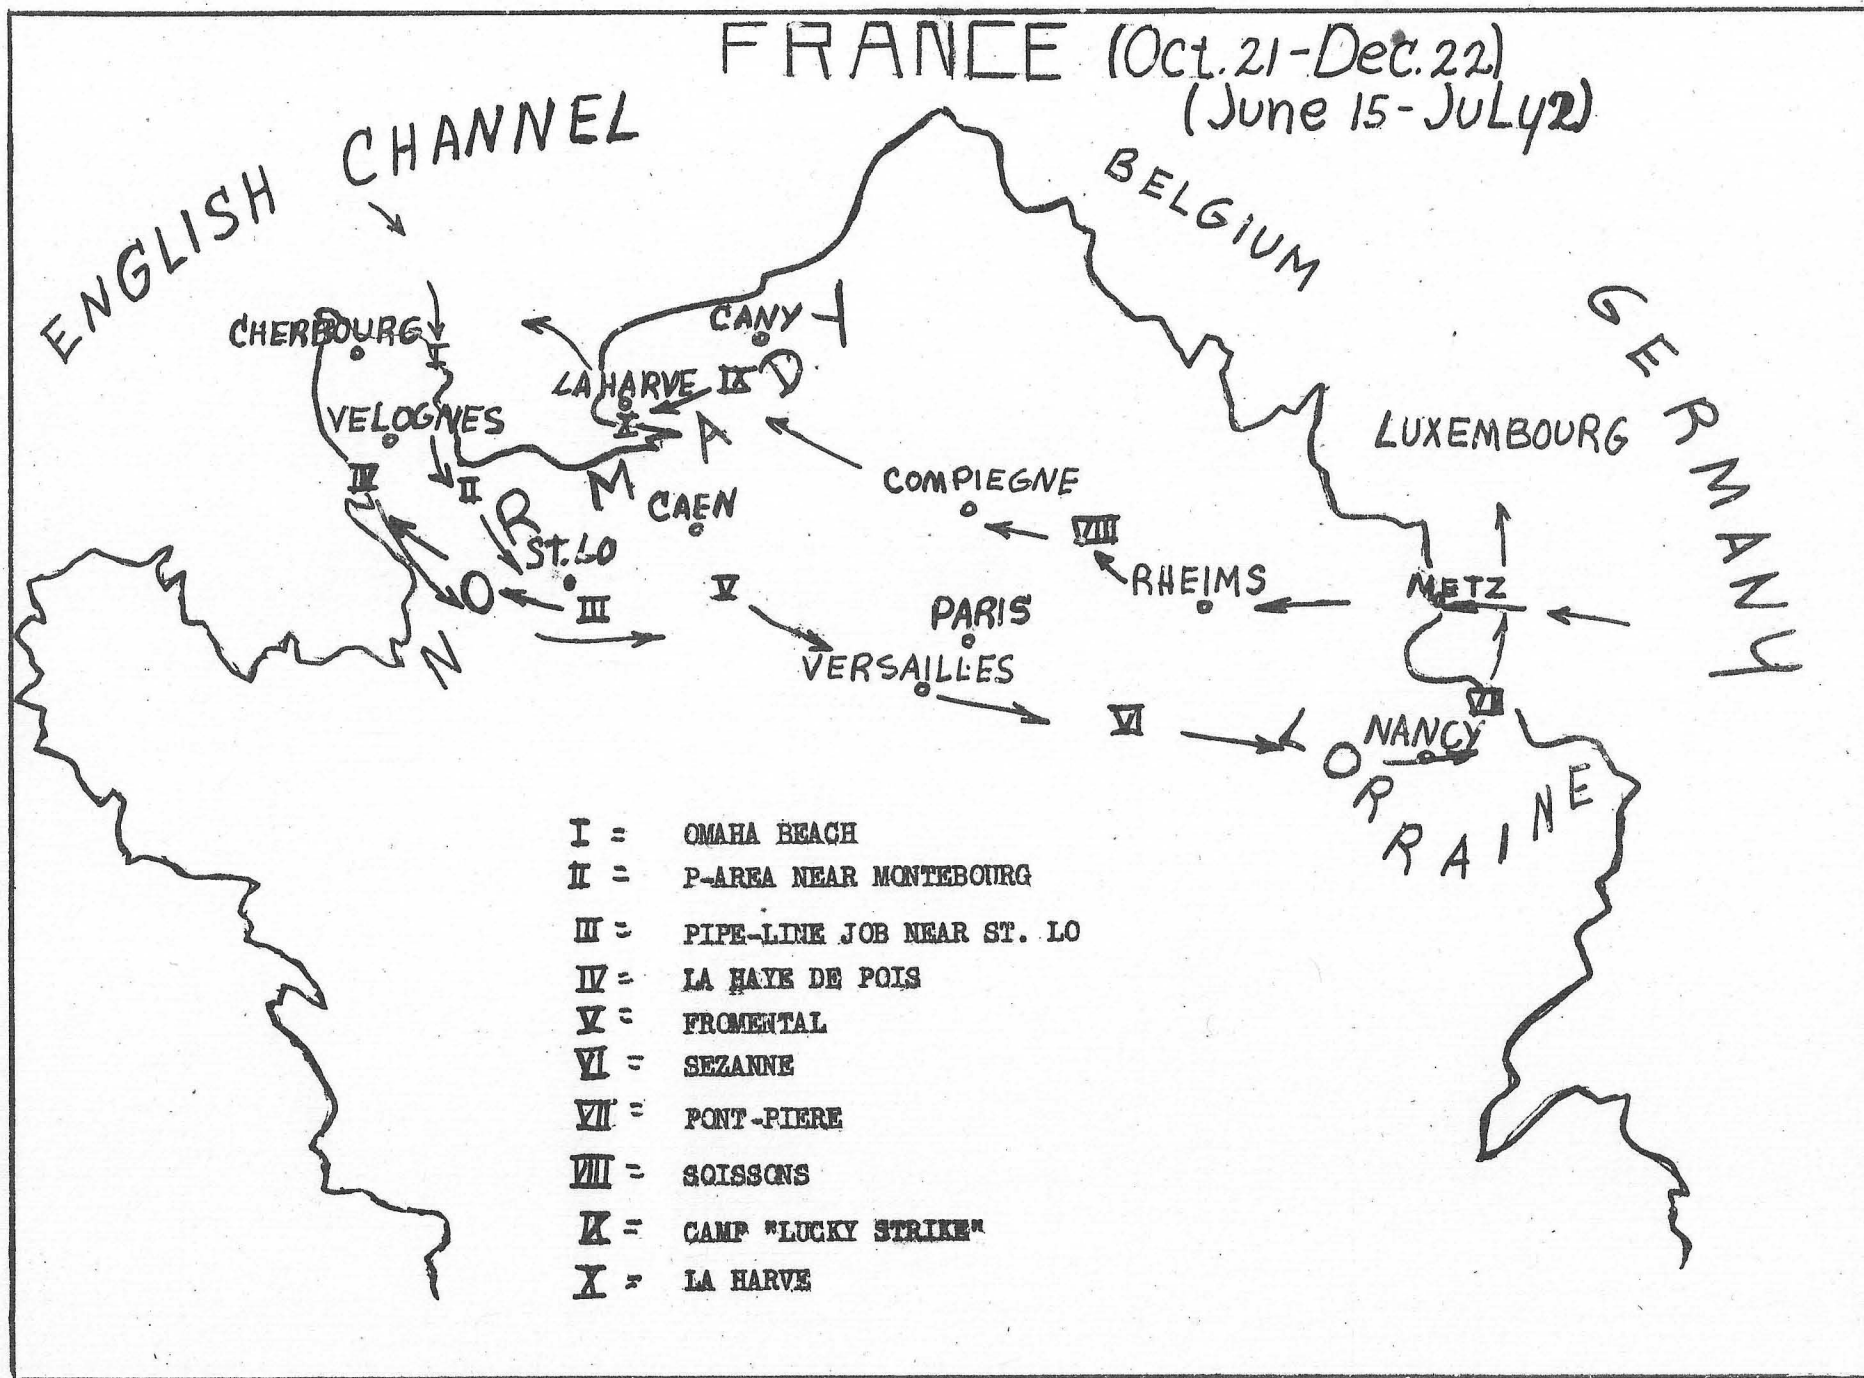 FRANCE (Oct. 21-Dec. 22)
(June 15-JuLy 2)
ENGLISH CHANNEL
BELGIUM
GERMANY
CHERBOURG
I
CANY
LA HARVE
IX
X
VELOGNES
LUXEMBOURG
IV
II
NORMADY
CAEN
COMPIEGNE
VIII
ST. LO
III
V
RHEIMS
METZ
PARIS
VERSAILLES
VI
VII
NANCY
LORRAINE
I = OMAHA BEACH
II = P-AREA NEAR MONTEBOURG
III = PIPE-LINE JOB NEAR ST. LO
IV = LA HAYE DE POIS
V = FROMENTAL
VI = SEZANNE
VII = PONT-PIERE
VIII = SOISSONS
IX = CAMP "LUCKY STRIKE"
X = LA HARVE